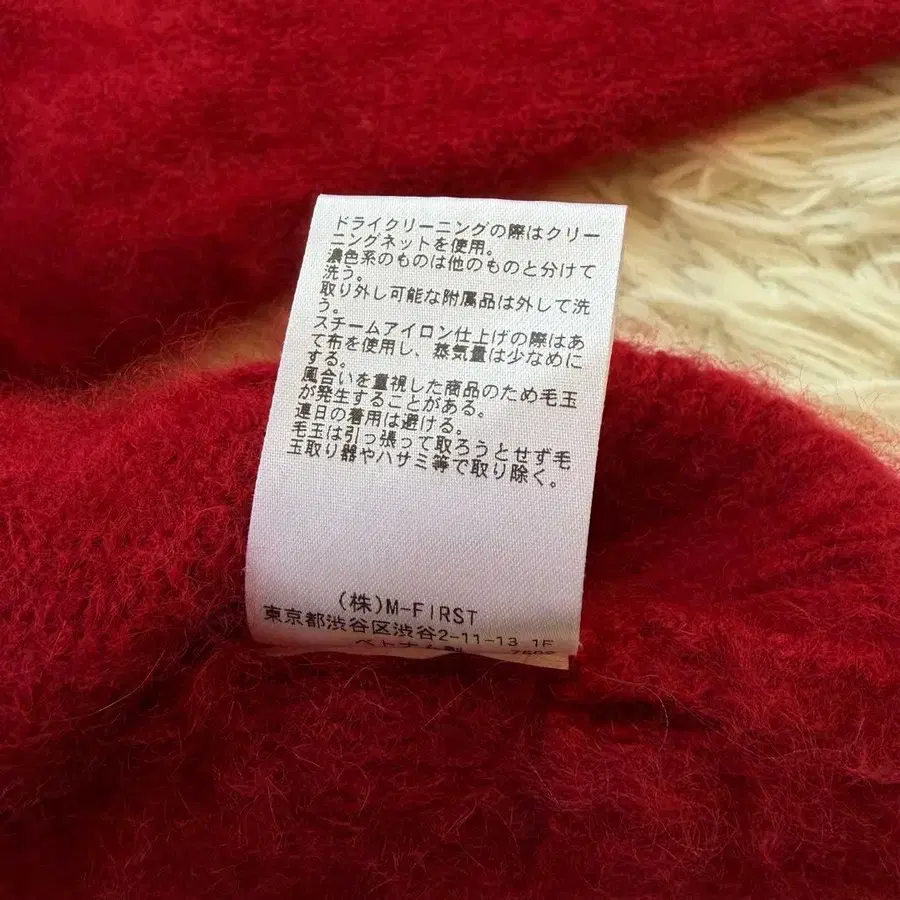 ドライクリーニングの際はクリー
ニングネットを使用。
濃色系のものは他のものと分けて
洗う。
取り外し可能な附属品は外して洗
う。
スチームアイロン仕上げの際はあ
て布を使用し、蒸気量は少なめに
する。
風合いを重視した商品のため毛玉
が発生することがある。
連日の着用は避ける。
毛玉は引っ張って取ろうとせず毛
玉取り器やハサミ等で取り除く。
(株)M-FIRST
東京都渋谷区渋谷2-11-13 1F
ベトナム製